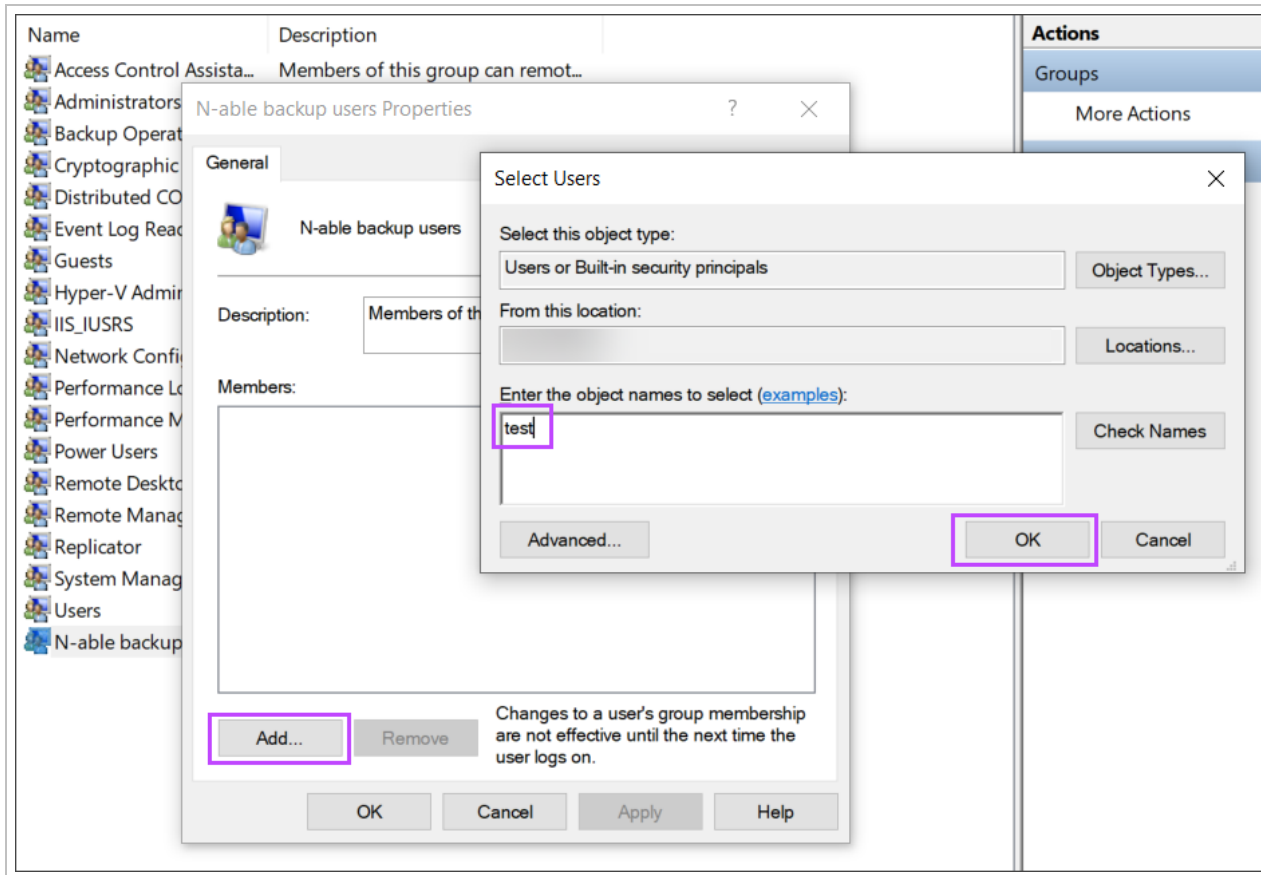 Name Description
Access Control Assista... Members of this group can remot...
Administrators
Backup Operat
Cryptographic
Distributed CO
Event Log Reac
Guests
Hyper-V Admir
IIS_IUSRS
Network Confi
Performance Lo
Performance M
Power Users
Remote Deskto
Remote Manag
Replicator
System Manag
Users
N-able backup
Actions
Groups
More Actions
N-able backup users Properties ?
General
N-able backup users
Description: Members of th
Members:
Add... Remove
Changes to a user's group membership
are not effective until the next time the
user logs on.
OK Cancel Apply Help
Select Users
Select this object type:
Users or Built-in security principals Object Types...
From this location:
Locations...
Enter the object names to select (examples):
test Check Names
Advanced... OK Cancel